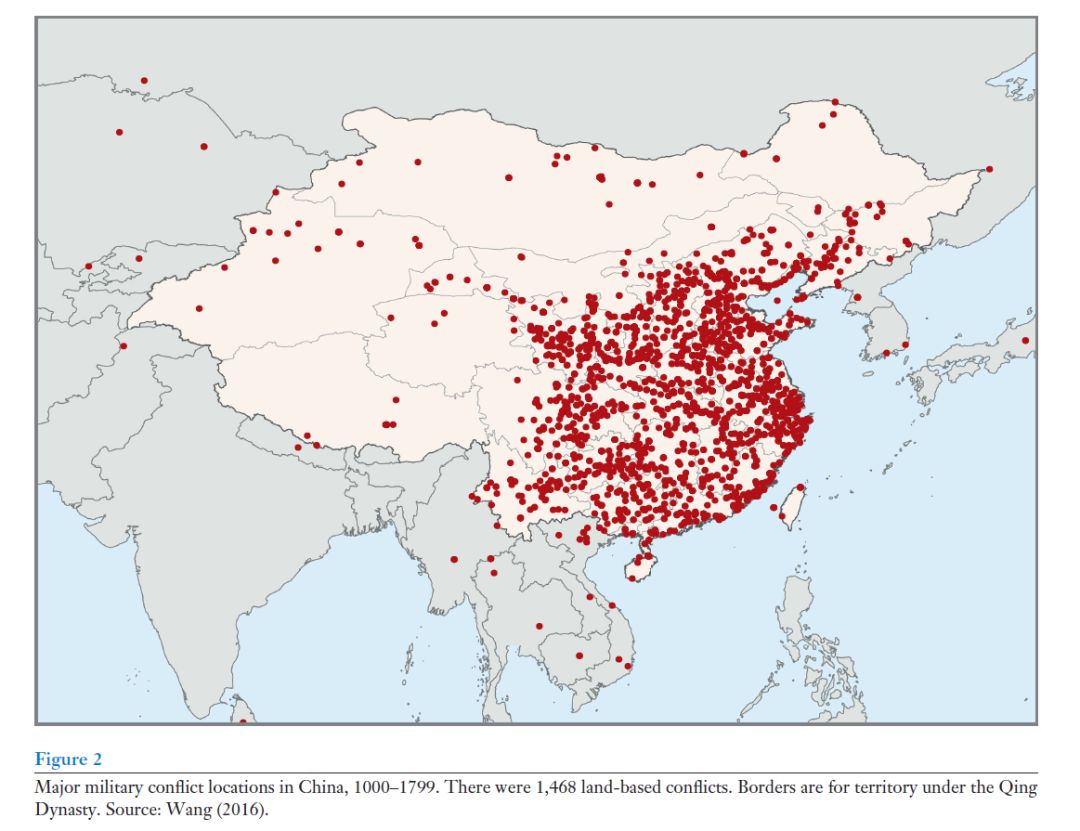 Figure 2
Major military conflict locations in China, 1000–1799. There were 1,468 land-based conflicts. Borders are for territory under the Qing
Dynasty. Source: Wang (2016).